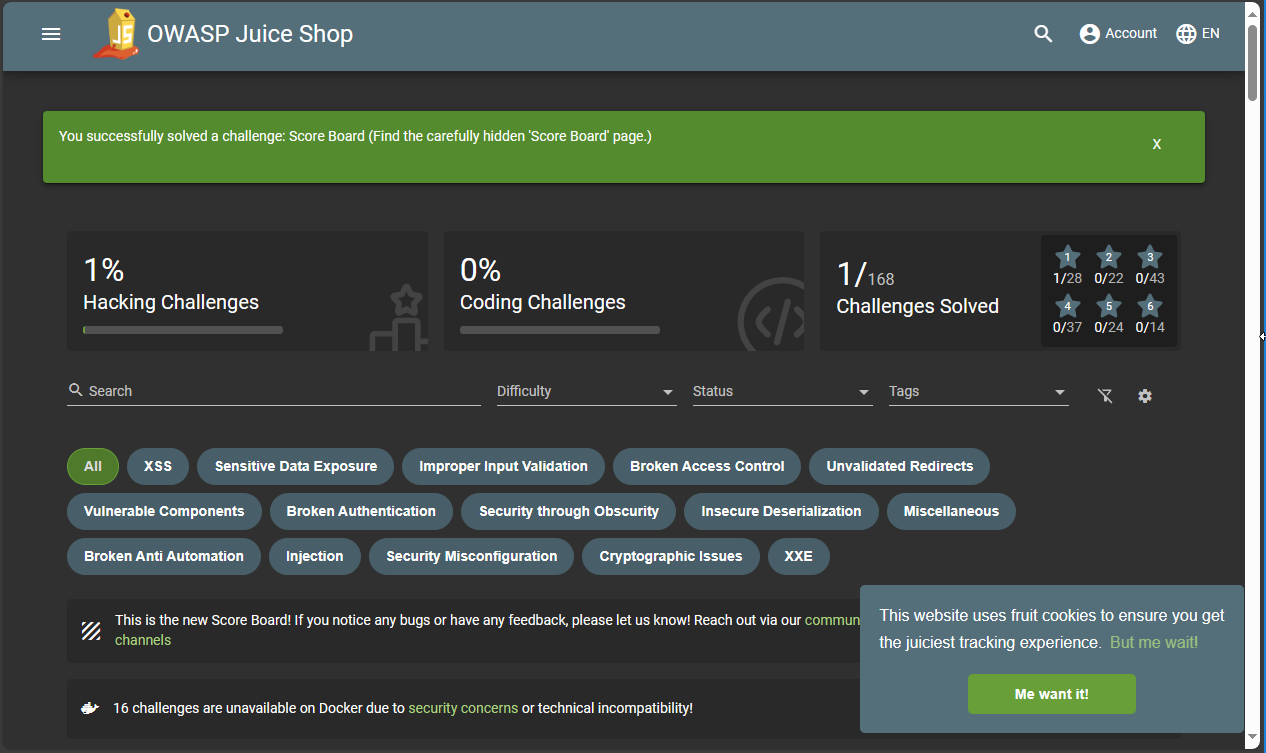 JS
OWASP Juice Shop
Account
EN
You successfully solved a challenge: Score Board (Find the carefully hidden 'Score Board' page.)
X
1%
Hacking Challenges
0%
Coding Challenges
1/168
Challenges Solved
1 2 3
1/28 0/22 0/43
4 5 6
0/37 0/24 0/14
Search
Difficulty
Status
Tags
All XSS Sensitive Data Exposure Improper Input Validation Broken Access Control Unvalidated Redirects
Vulnerable Components Broken Authentication Security through Obscurity Insecure Deserialization Miscellaneous
Broken Anti Automation Injection Security Misconfiguration Cryptographic Issues XXE
This is the new Score Board! If you notice any bugs or have any feedback, please let us know! Reach out via our commun
channels
16 challenges are unavailable on Docker due to security concerns or technical incompatibility!
This website uses fruit cookies to ensure you get
the juiciest tracking experience. But me wait!
Me want it!